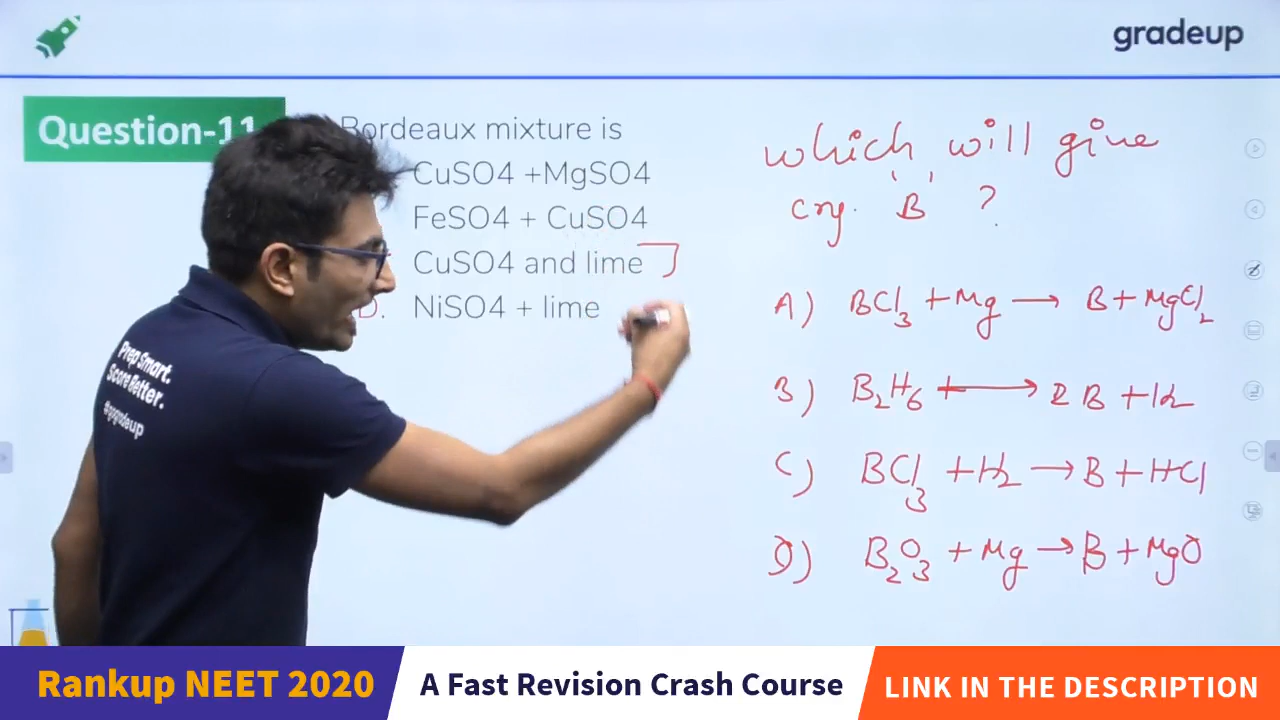 gradeup
Question-11
Bordeaux mixture is
CuSO4 +MgSO4
FeSO4 + CuSO4
CuSO4 and lime
D. NiSO4 + lime
which will give
cry. 'B' ?
A) BCl3 + Mg → B + MgCl2
B) B2H6 → 2 B + H2
C) BCl3 + H2 → B + HCl
D) B2O3 + Mg → B + MgO
Prep Smart.
Score Better.
#gogradeup
Rankup NEET 2020
A Fast Revision Crash Course
LINK IN THE DESCRIPTION